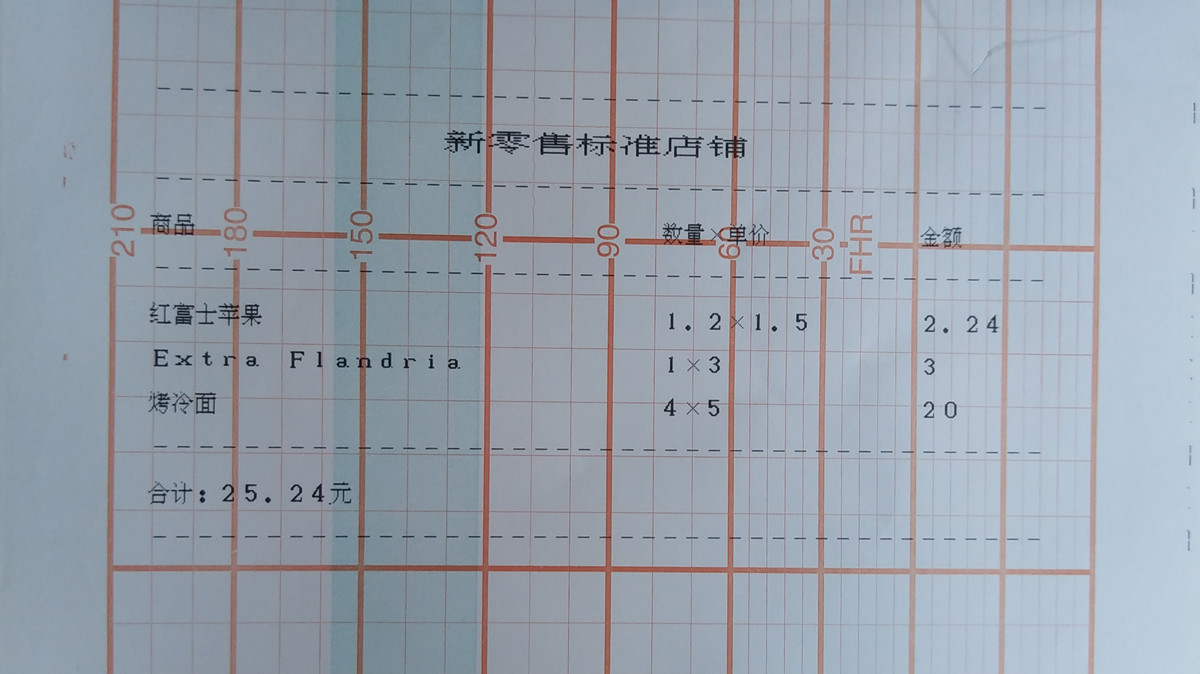 新零售标准店铺
商品 数量×单价 金额
210 180 150 120 90 60 30 FHR
红富士苹果 1.2×1.5 2.24
Extra Flandria 1×3 3
烤冷面 4×5 20
合计:25.24元